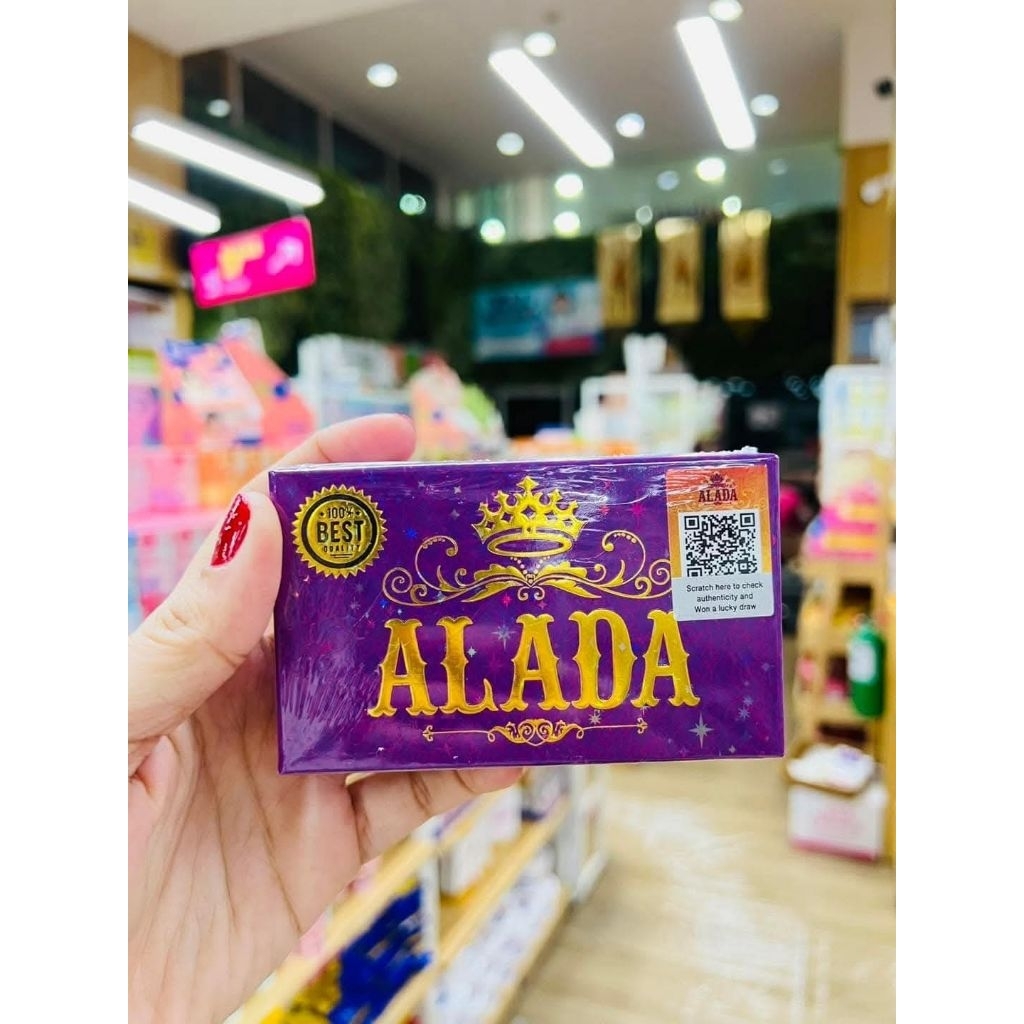 100%
BEST
QUALITY
ALADA
ALADA
Scratch here to check
authenticity and
Won a lucky draw